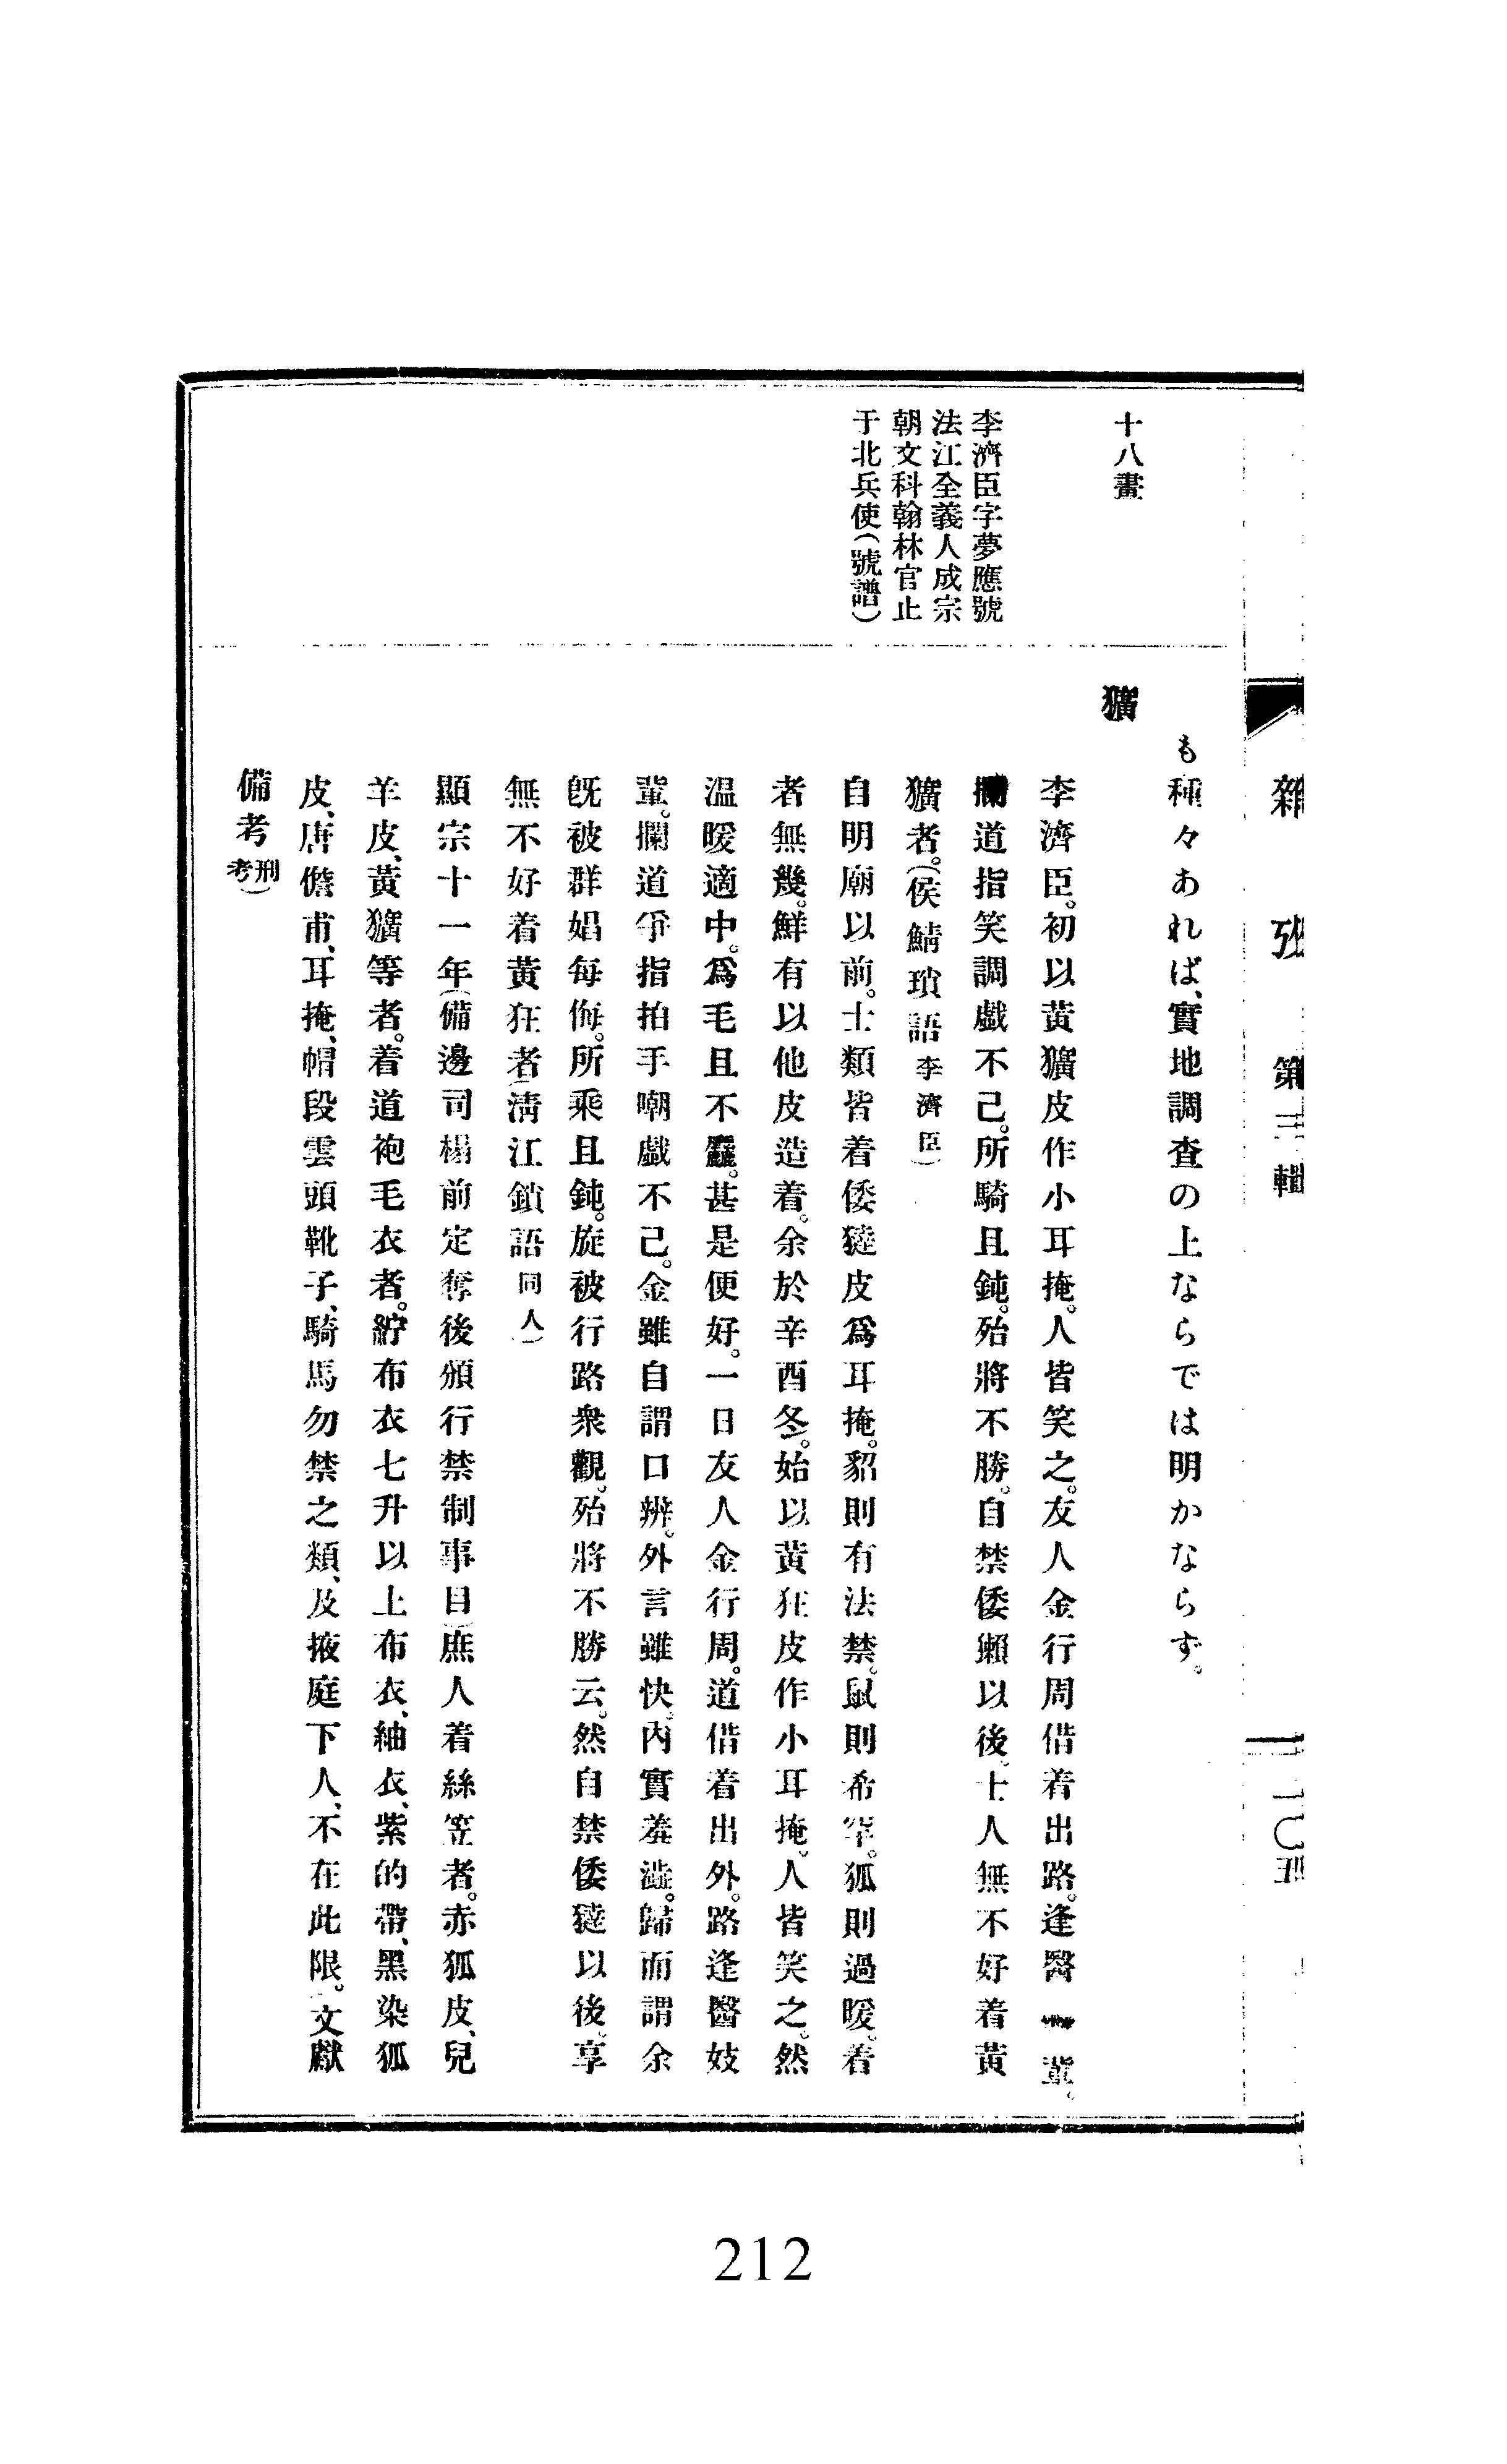 雜攷 第三輯
二〇五
も種々あれば、實地調查の上ならでは明かならず。
十八畫
獷
李濟臣。初以黃獷皮作小耳掩。人皆笑之。友人金行周借着出路。逢醫 輩。
攔道指笑調戱不己。所騎且鈍。殆將不勝。自禁倭獺以後。士人無不好着黃
獷者。(侯鯖瑣語 李濟臣)
李濟臣字夢應號
法江全義人成宗
朝文科翰林官止
于北兵使(號譜)
自明廟以前。士類皆着倭㺚皮爲耳掩。貂則有法禁。鼠則希罕。狐則過暖。着
者無幾。鮮有以他皮造着。余於辛酉冬。始以黃狂皮作小耳掩。人皆笑之。然
温暖適中。爲毛且不麤。甚是便好。一日友人金行周。道借着出外。路逢醫妓
輩。攔道爭指拍手嘲戱不己。金雖自謂口辨。外言雖快。內實羞澁。歸而謂余
旣被群娼每侮。所乘且鈍。旋被行路衆觀。殆將不勝云。然自禁倭㺚以後。享
無不好着黃狂者(淸江鎖語 同人)
顯宗十一年(備邊司榻前定奪後頒行禁制事目)庶人着絲笠者。赤狐皮、兒
羊皮、黃獷等者。着道袍毛衣者。紵布衣七升以上布衣、紬衣、紫的帶、黑染狐
皮、唐儋甫、耳掩、帽段雲頭靴子、騎馬勿禁之類、及掖庭下人、不在此限。(文獻
備考 刑考)
212